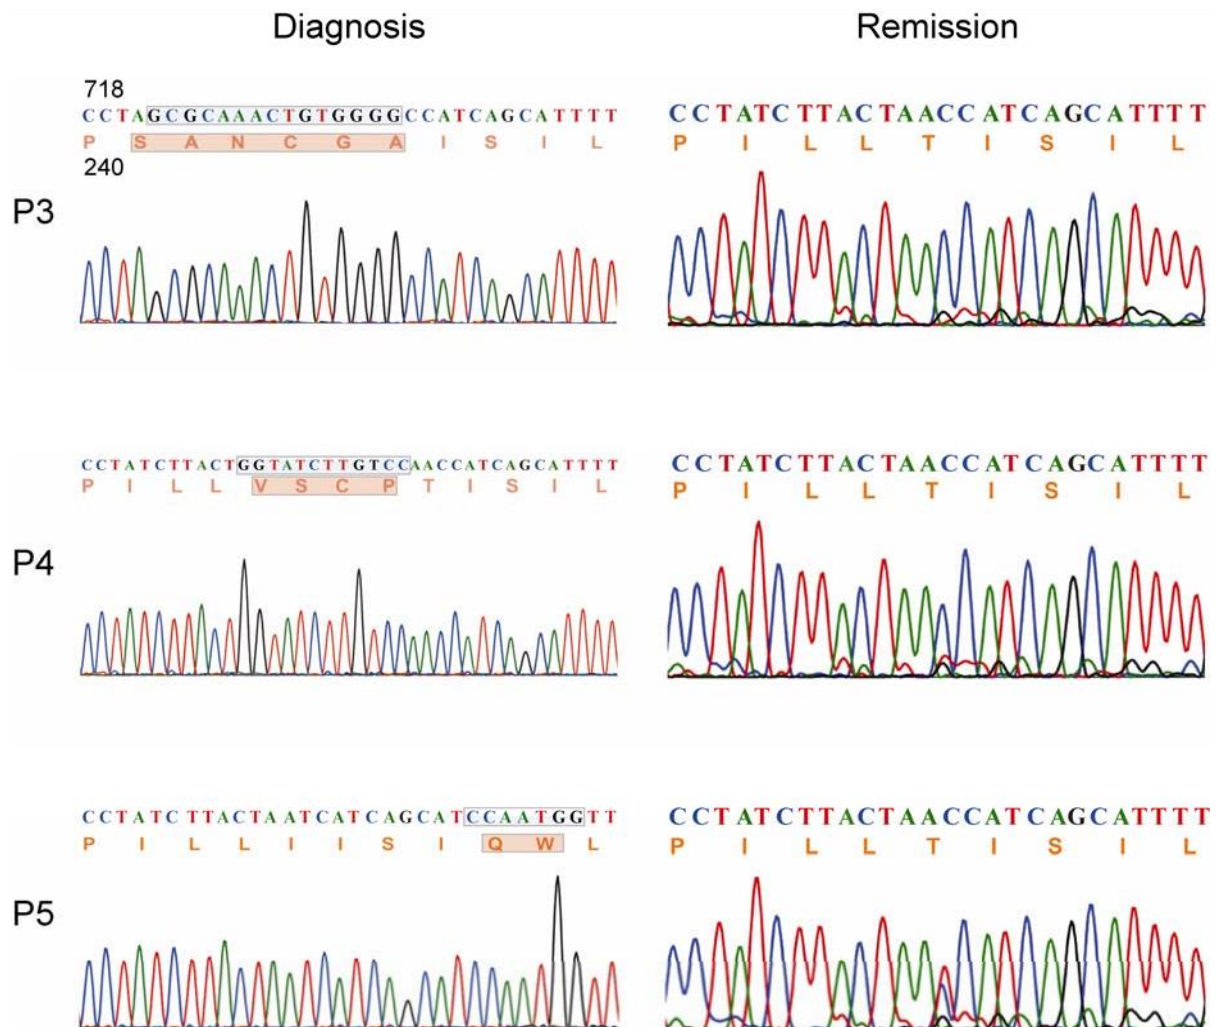 Diagnosis Remission
718
CCTAGCGCAAACTGTGGGGCCATCAGCATTTT
P S A N C G A I S I L
240
CCTATCTTACTAACCATCAGCATTTT
P I L L T I S I L
P3
CCTATCTTACTGGTATCTTGTCCAACCATCAGCATTTT
P I L L V S C P T I S I L
CCTATCTTACTAACCATCAGCATTTT
P I L L T I S I L
P4
CCTATCTTACTAATCATCAGCATCCAATGGTT
P I L L I I S I Q W L
CCTATCTTACTAACCATCAGCATTTT
P I L L T I S I L
P5